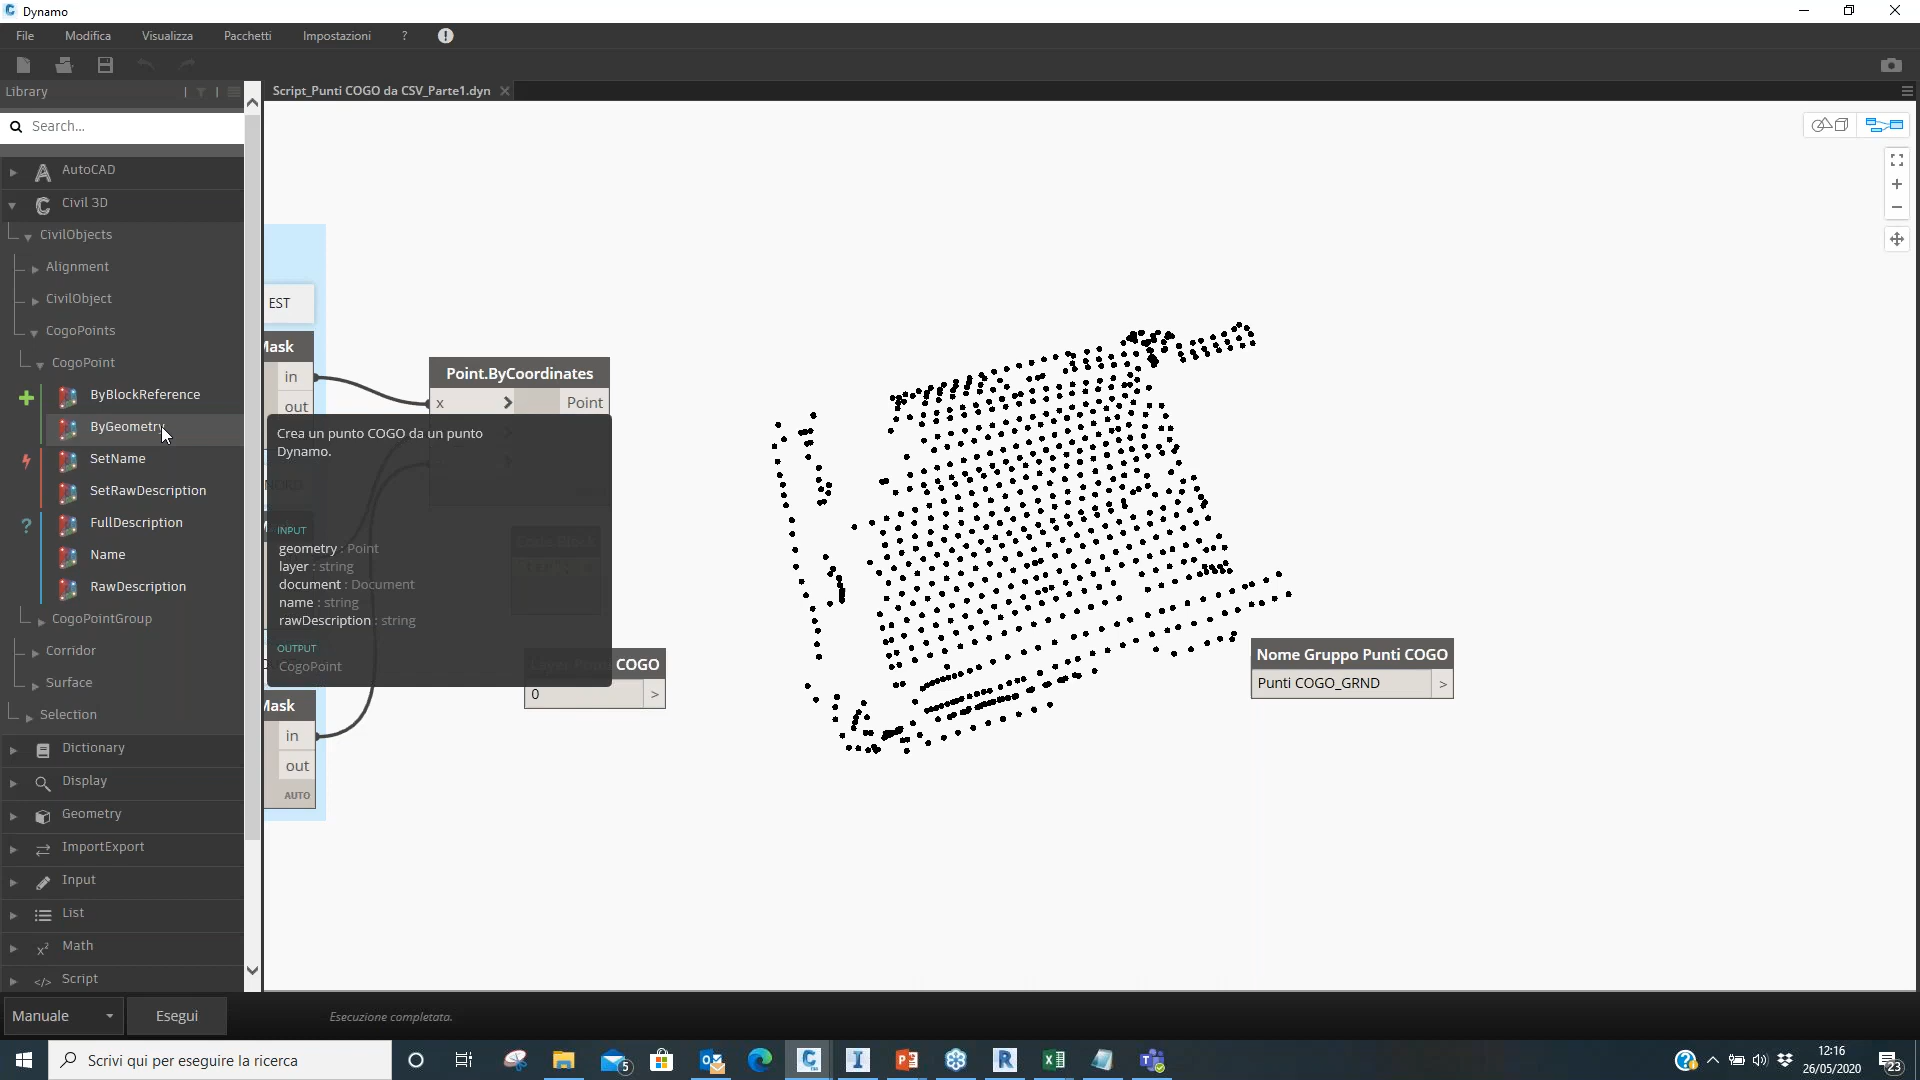 Dynamo
File
Modifica
Visualizza
Pacchetti
Impostazioni
?
Library
Script_Punti COGO da CSV_Parte1.dyn
Search...
AutoCAD
Civil 3D
CivilObjects
Alignment
CivilObject
CogoPoints
CogoPoint
ByBlockReference
ByGeometry
SetName
SetRawDescription
FullDescription
Name
RawDescription
CogoPointGroup
Corridor
Surface
Selection
Dictionary
Display
Geometry
ImportExport
Input
List
Math
Script
EST
Mask
in
out
Point.ByCoordinates
x > Point
Crea un punto COGO da un punto
Dynamo.
INPUT
geometry : Point
layer : string
document : Document
name : string
rawDescription : string
OUTPUT
CogoPoint
COGO
0 >
Mask
in
out
AUTO
Nome Gruppo Punti COGO
Punti COGO_GRND >
Manuale
Esegui
Esecuzione completata.
Scrivi qui per eseguire la ricerca
5
12:16
26/05/2020
23